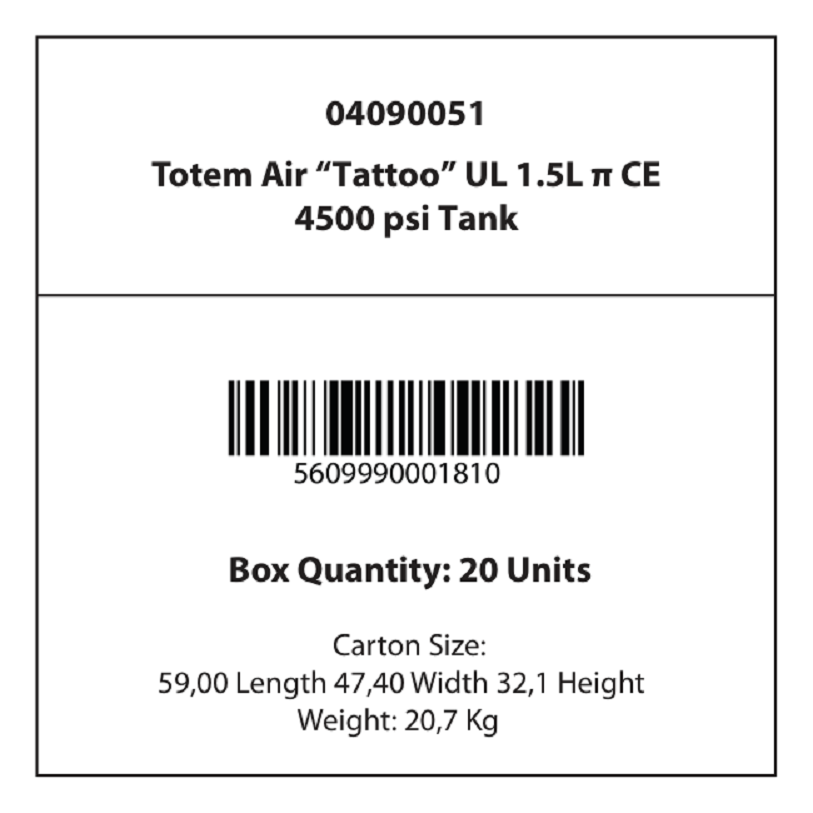 04090051
Totem Air “Tattoo” UL 1.5L π CE
4500 psi Tank
5609990001810
Box Quantity: 20 Units
Carton Size:
59,00 Length 47,40 Width 32,1 Height
Weight: 20,7 Kg